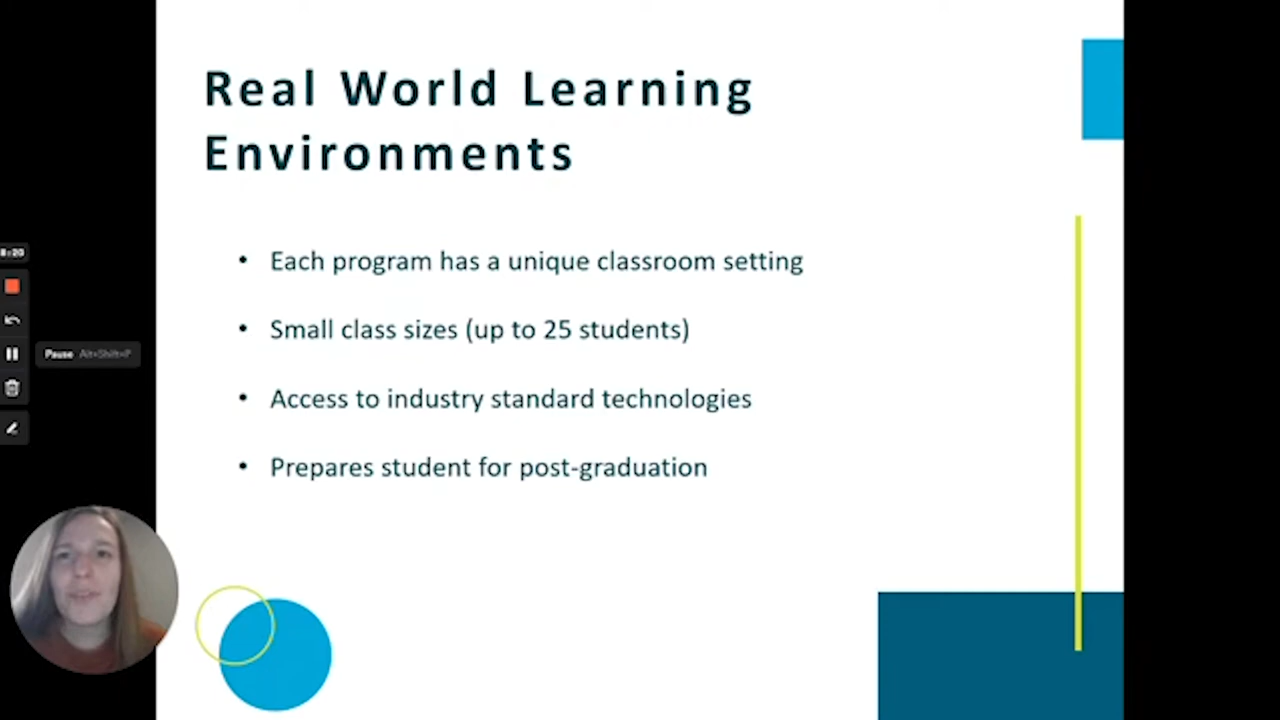 Real World Learning
Environments
• Each program has a unique classroom setting
• Small class sizes (up to 25 students)
• Access to industry standard technologies
• Prepares student for post-graduation
Pause Alt+Shift+P